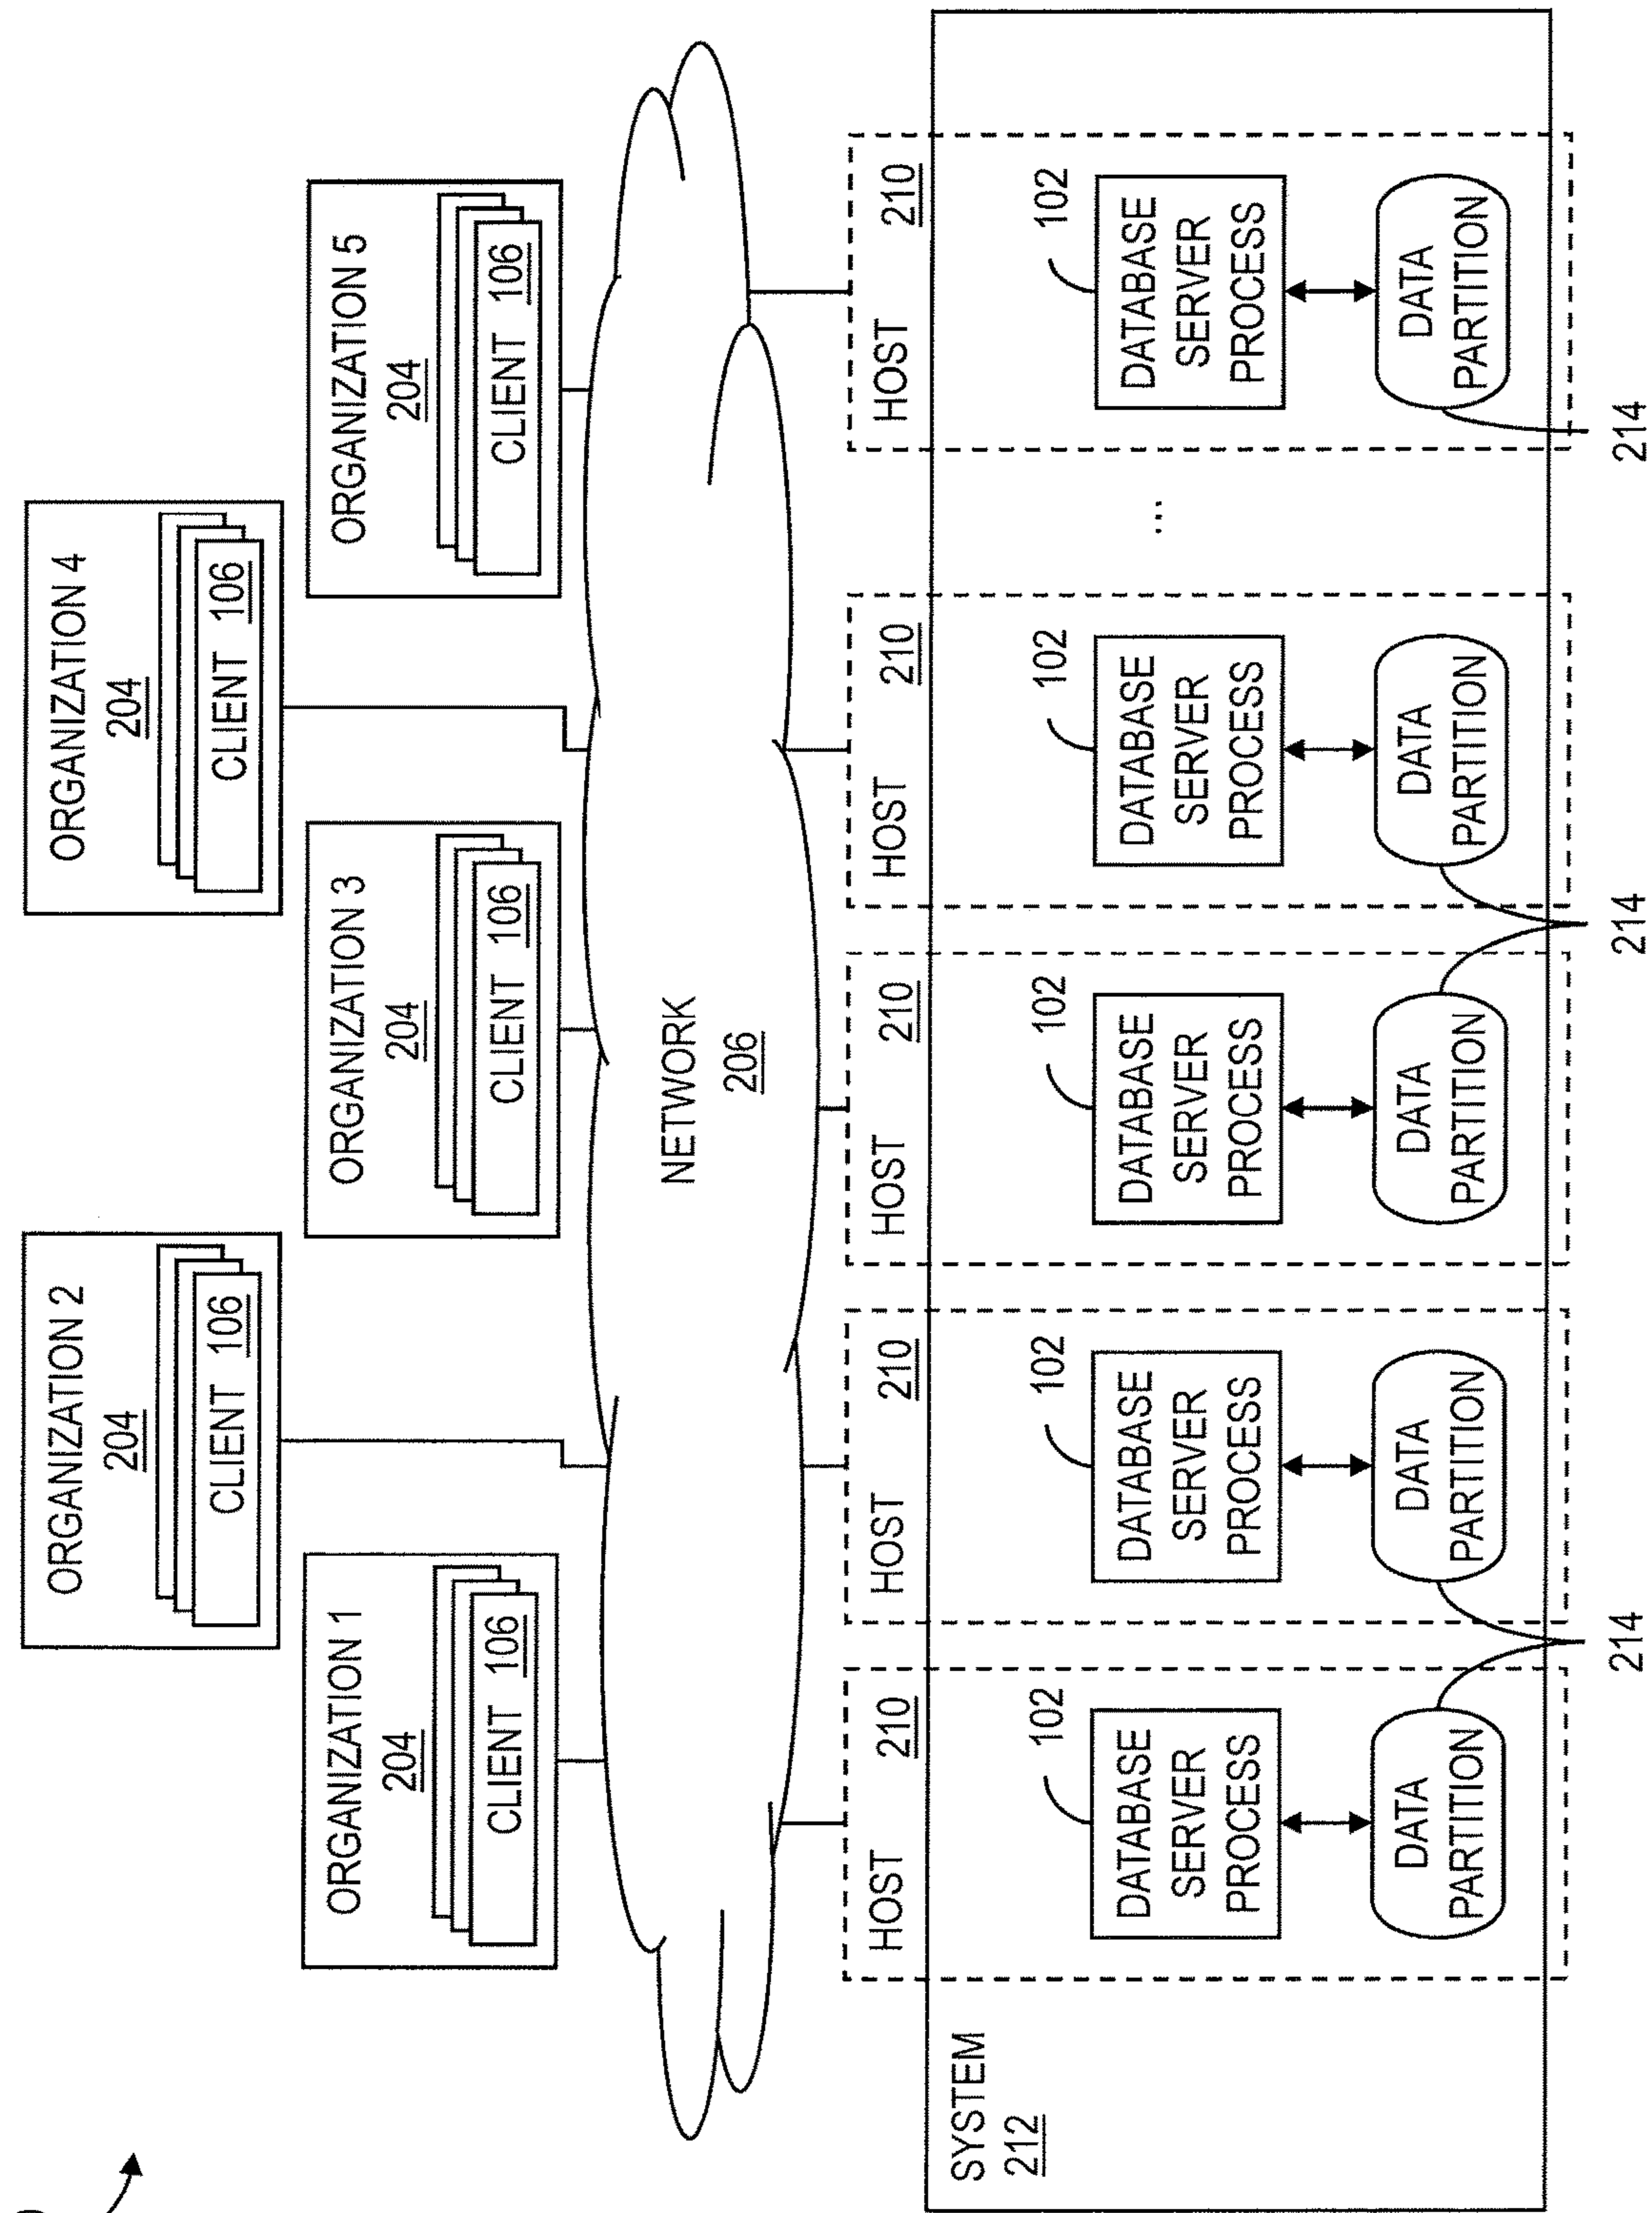 ORGANIZATION 2
204
CLIENT 106
ORGANIZATION 4
204
CLIENT 106
ORGANIZATION 1
204
CLIENT 106
ORGANIZATION 3
204
CLIENT 106
ORGANIZATION 5
204
CLIENT 106
NETWORK
206
HOST 210
HOST 210
HOST 210
HOST 210
HOST 210
SYSTEM
212
102
DATABASE
SERVER
PROCESS
DATA
PARTITION
102
DATABASE
SERVER
PROCESS
DATA
PARTITION
102
DATABASE
SERVER
PROCESS
DATA
PARTITION
102
DATABASE
SERVER
PROCESS
DATA
PARTITION
...
102
DATABASE
SERVER
PROCESS
DATA
PARTITION
214
214
214